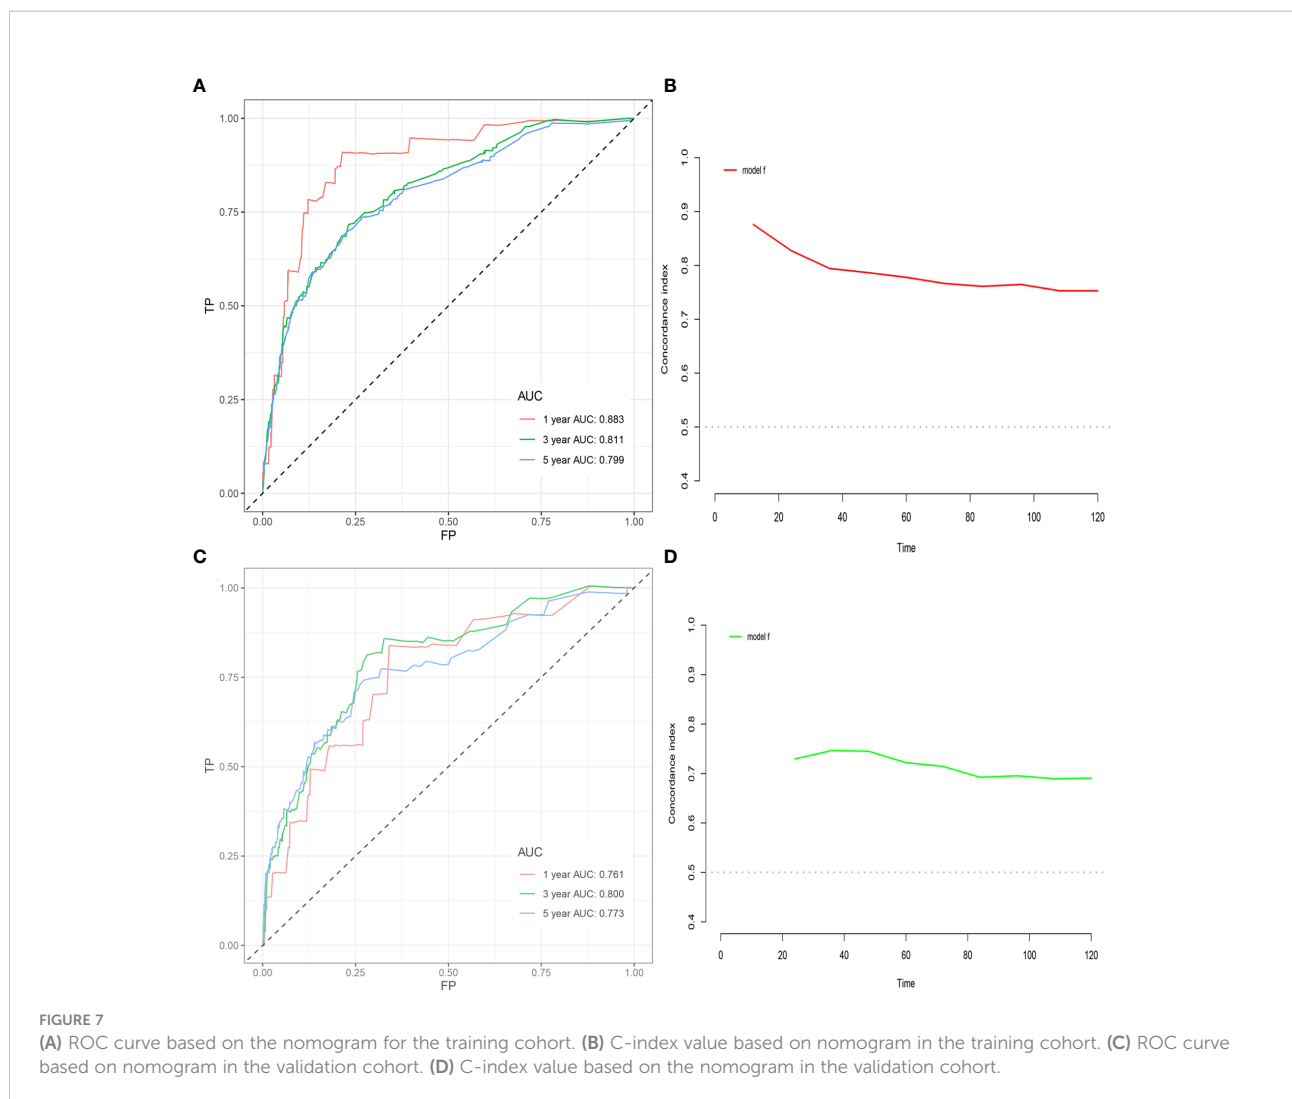 A
1.00
0.75
0.50
0.25
0.00
TP
0.00 0.25 0.50 0.75 1.00
FP
AUC
1 year AUC: 0.883
3 year AUC: 0.811
5 year AUC: 0.799
B
1.0
0.9
0.8
0.7
0.6
0.5
0.4
Concordance index
model f
0 20 40 60 80 100 120
Time
C
1.00
0.75
0.50
0.25
0.00
TP
0.00 0.25 0.50 0.75 1.00
FP
AUC
1 year AUC: 0.761
3 year AUC: 0.800
5 year AUC: 0.773
D
1.0
0.9
0.8
0.7
0.6
0.5
0.4
Concordance index
model f
0 20 40 60 80 100 120
Time
FIGURE 7
(A) ROC curve based on the nomogram for the training cohort. (B) C-index value based on nomogram in the training cohort. (C) ROC curve
based on nomogram in the validation cohort. (D) C-index value based on the nomogram in the validation cohort.